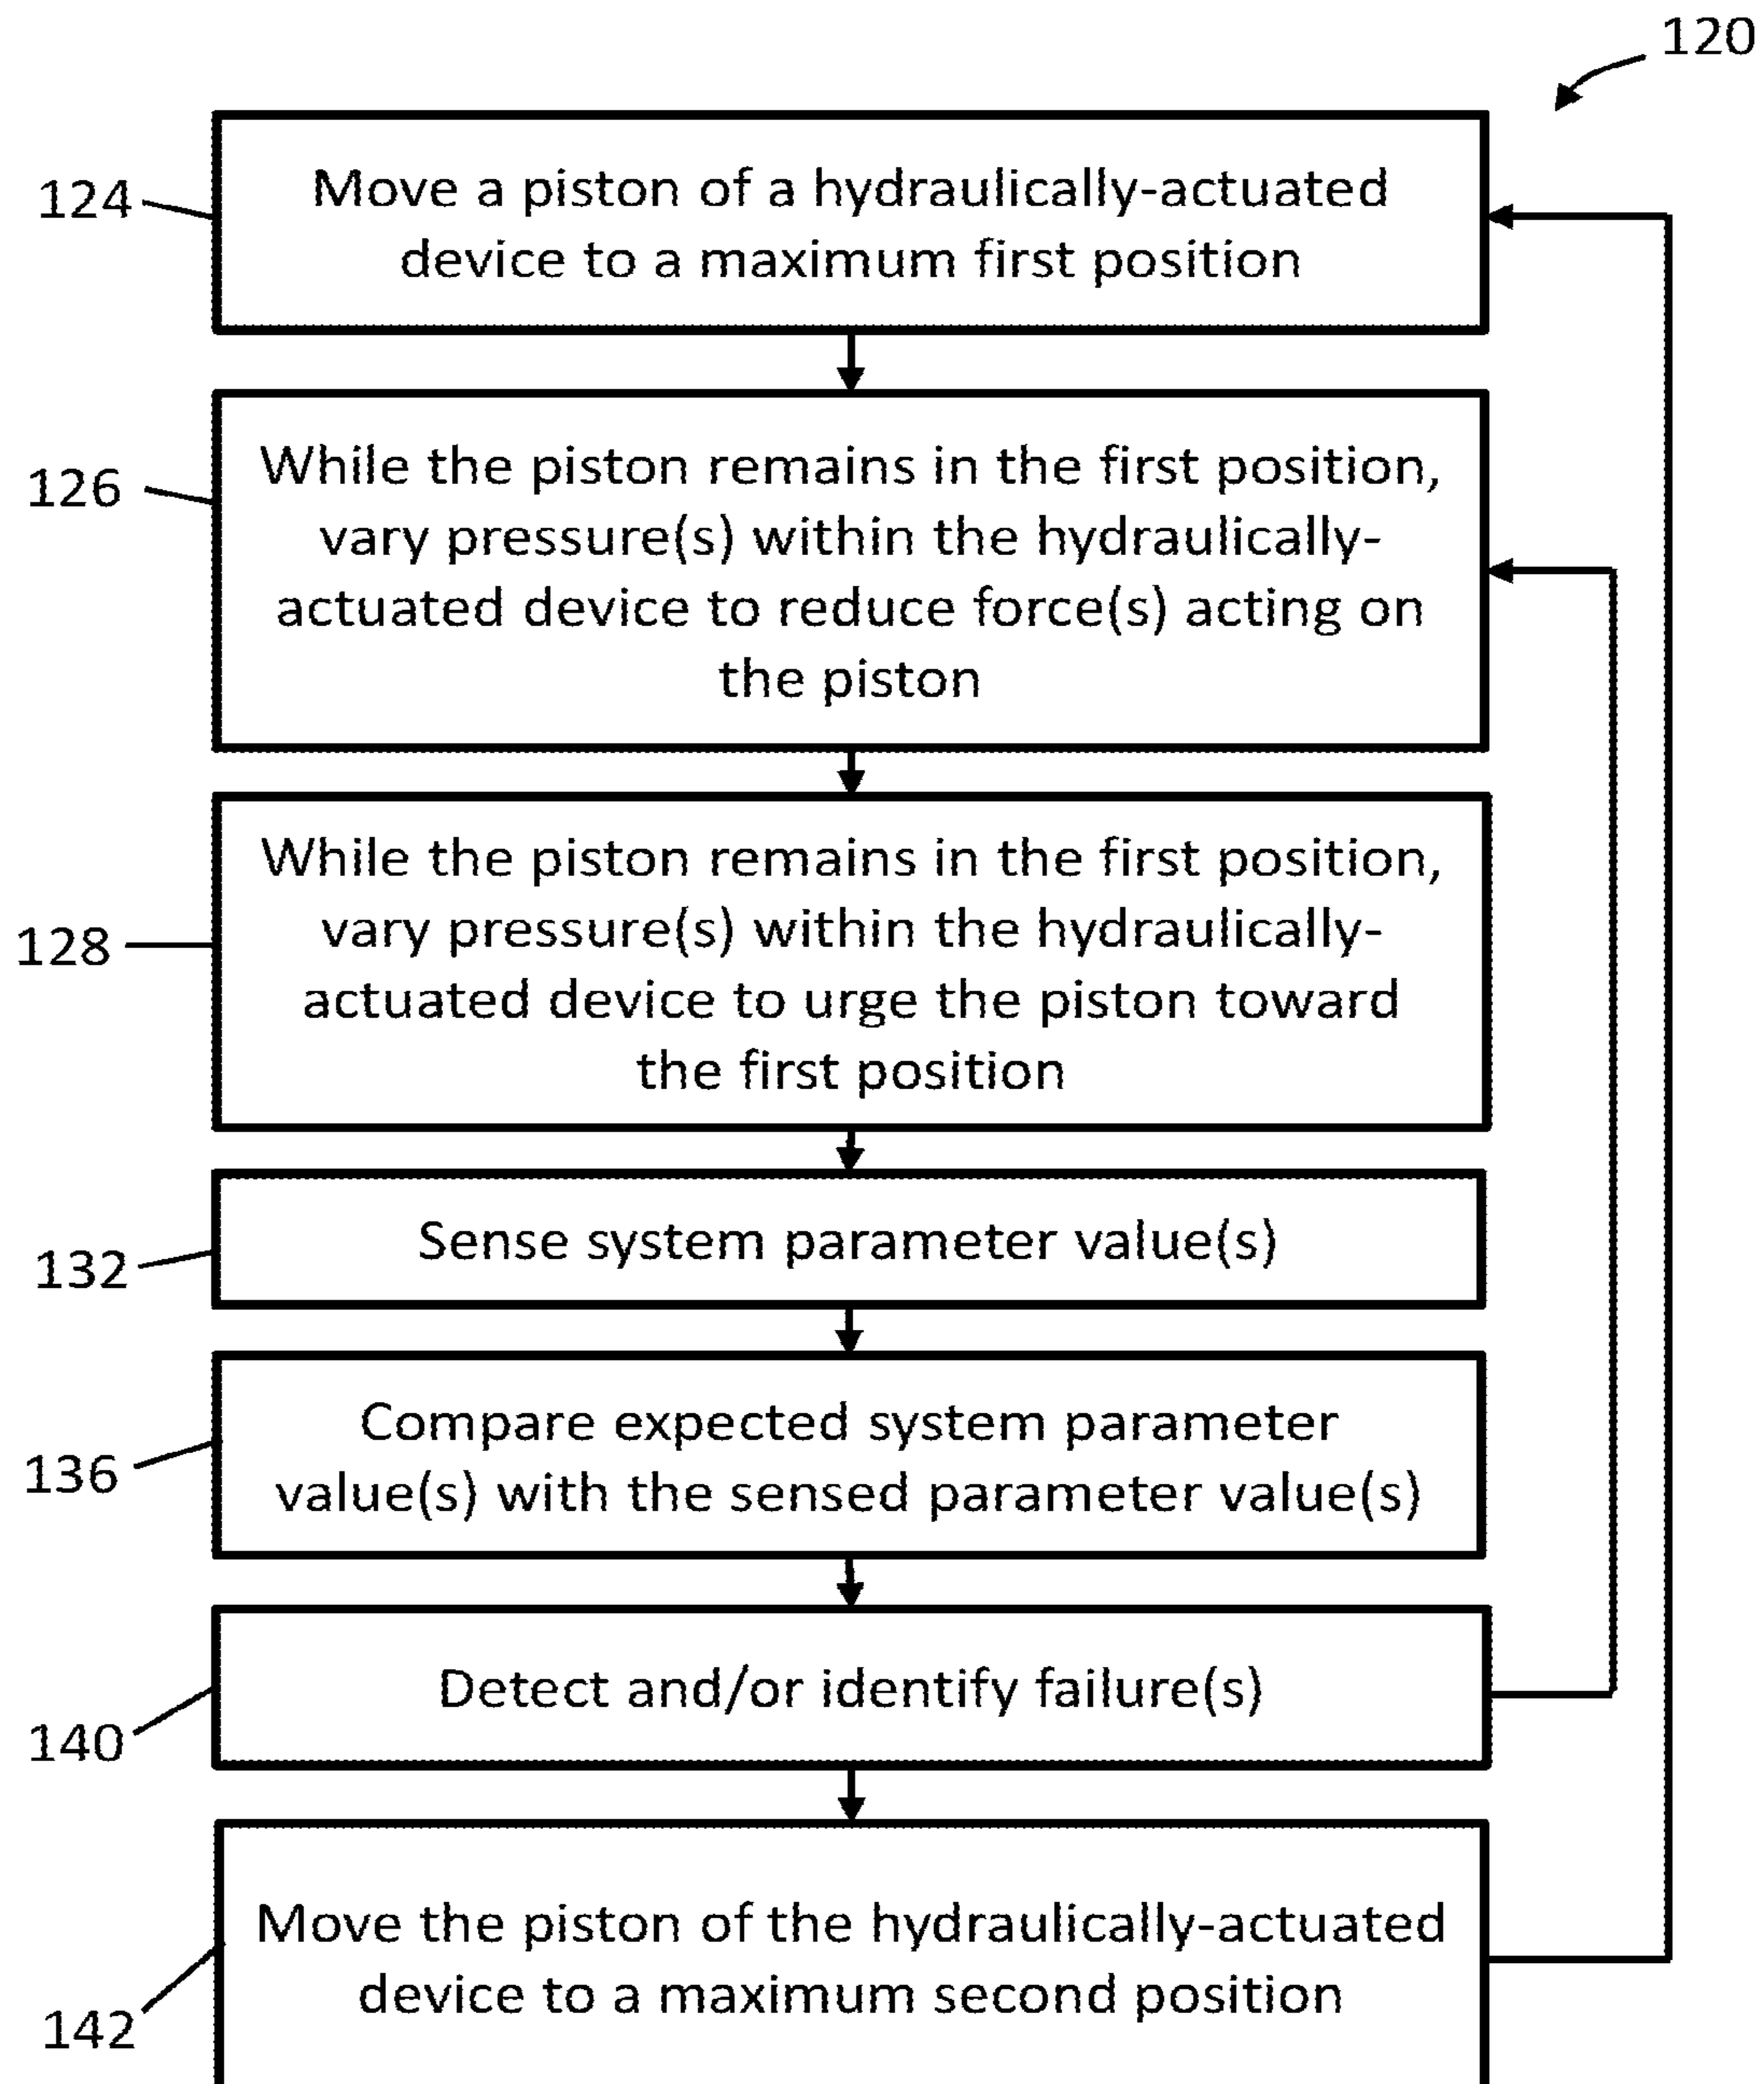 120
124
Move a piston of a hydraulically-actuated
device to a maximum first position
126
While the piston remains in the first position,
vary pressure(s) within the hydraulically-
actuated device to reduce force(s) acting on
the piston
128
While the piston remains in the first position,
vary pressure(s) within the hydraulically-
actuated device to urge the piston toward
the first position
132
Sense system parameter value(s)
136
Compare expected system parameter
value(s) with the sensed parameter value(s)
140
Detect and/or identify failure(s)
142
Move the piston of the hydraulically-actuated
device to a maximum second position